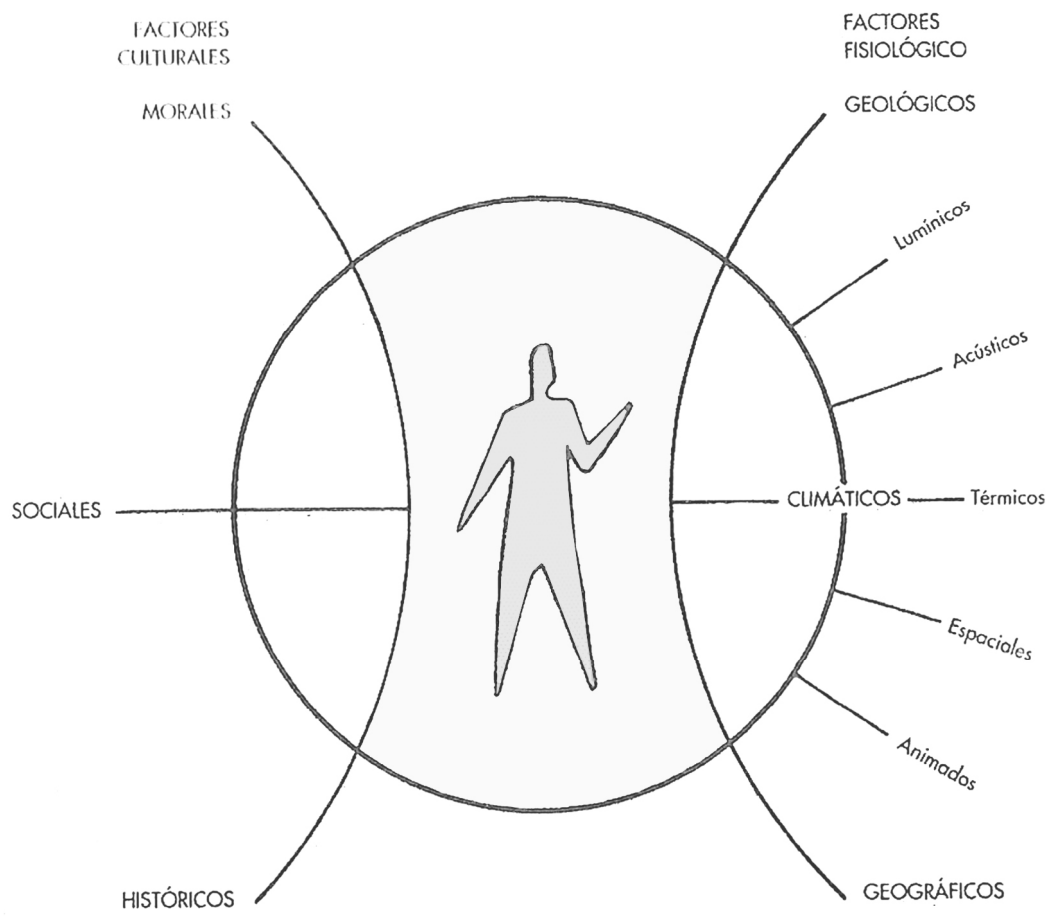 FACTORES
CULTURALES
MORALES
SOCIALES
HISTÓRICOS
FACTORES
FISIOLÓGICO
GEOLÓGICOS
Lumínicos
Acústicos
CLIMÁTICOS
Térmicos
Espaciales
Animados
GEOGRÁFICOS